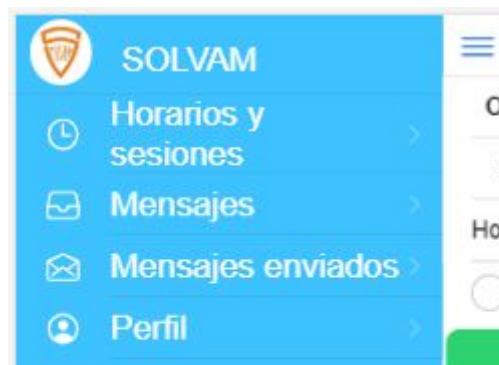 SOLVAM
Horarios y
sesiones
Mensajes
Mensajes enviados
Perfil
Ho